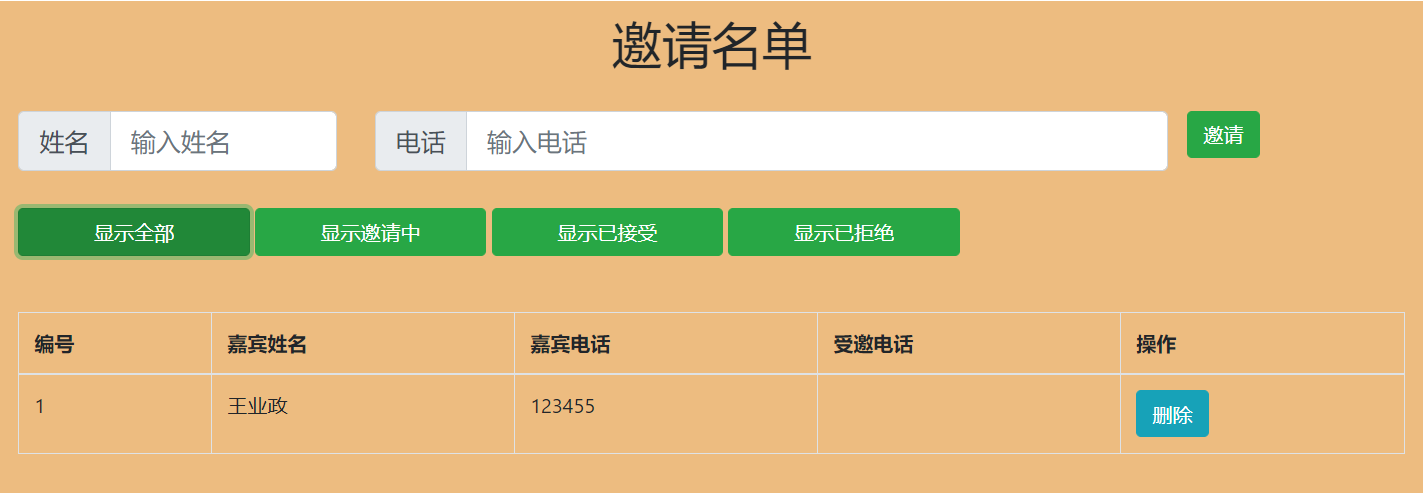 邀请名单
姓名 输入姓名 电话 输入电话 邀请
显示全部 显示邀请中 显示已接受 显示已拒绝
编号 嘉宾姓名 嘉宾电话 受邀电话 操作
1 王业政 123455 删除